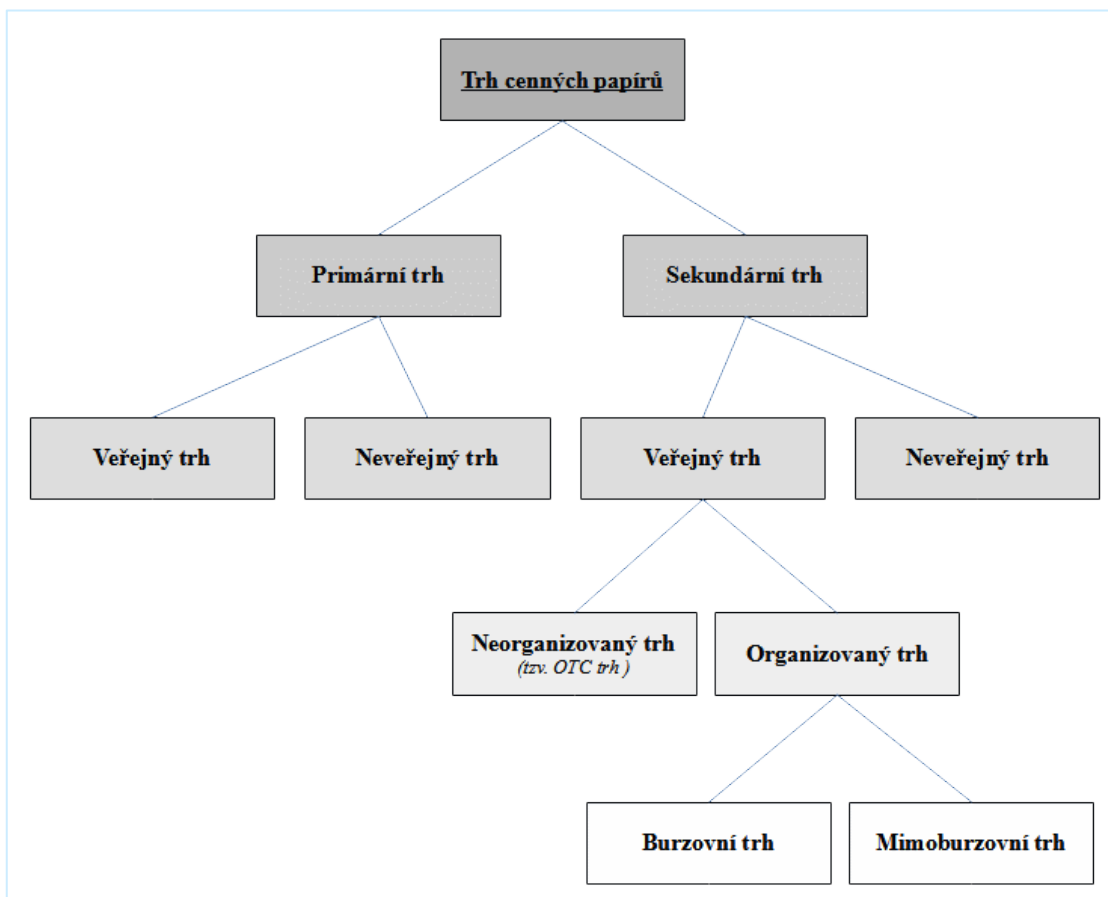 Trh cenných papírů
Primární trh
Sekundární trh
Veřejný trh
Neveřejný trh
Veřejný trh
Neveřejný trh
Neorganizovaný trh
(tzv. OTC trh )
Organizovaný trh
Burzovní trh
Mimoburzovní trh